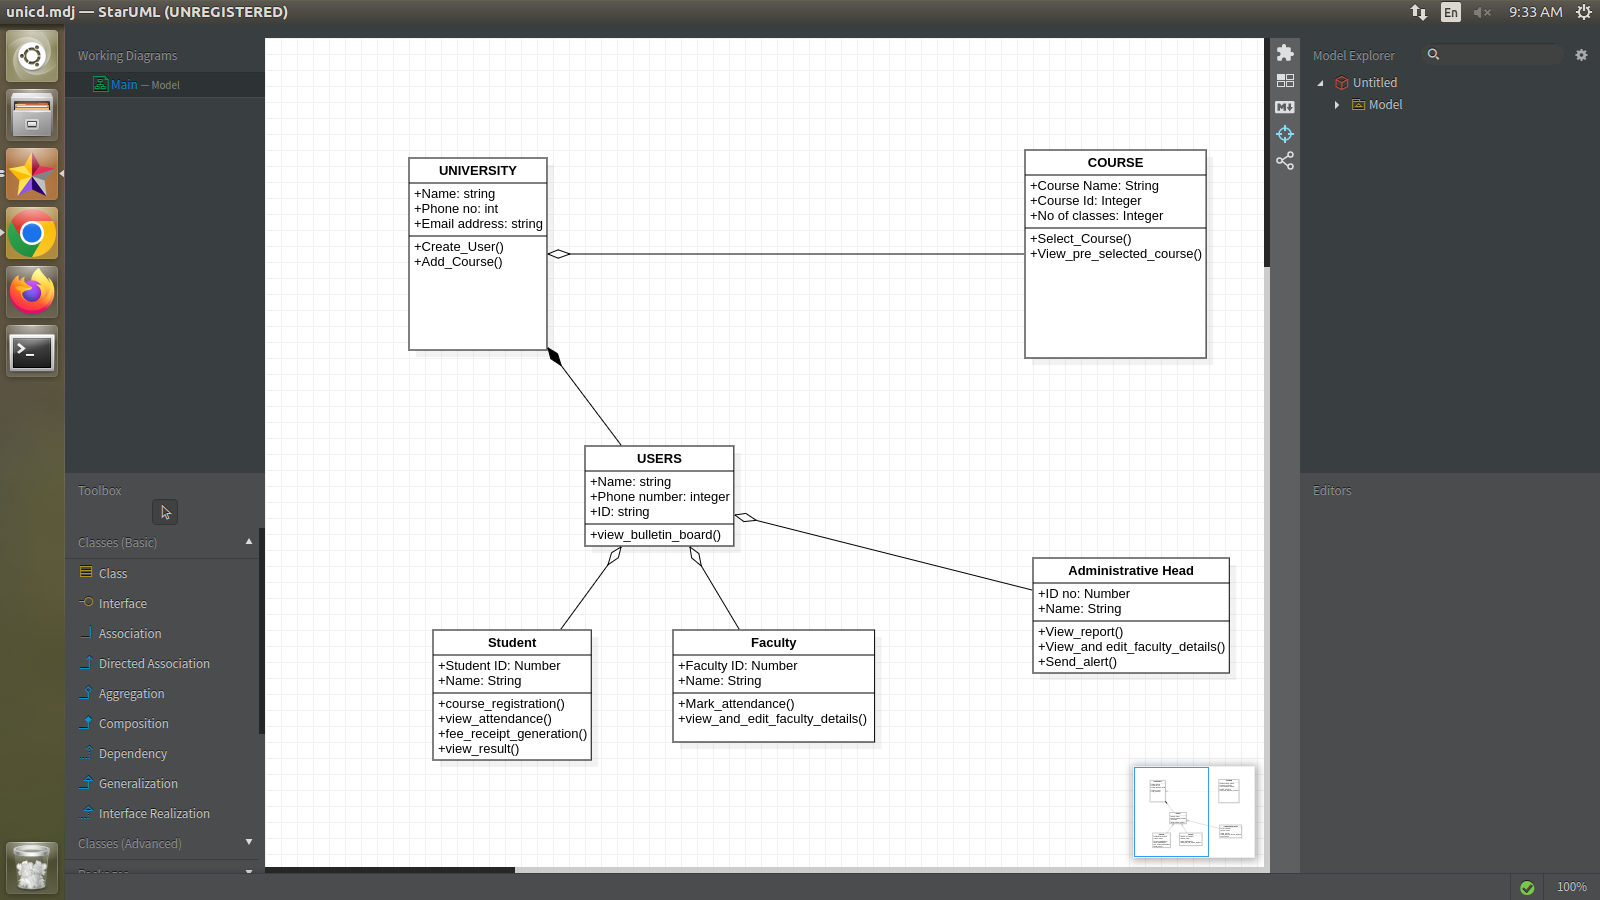 unicd.mdj — StarUML (UNREGISTERED)
En
9:33 AM
Working Diagrams
Main — Model
Toolbox
Classes (Basic)
Class
Interface
Association
Directed Association
Aggregation
Composition
Dependency
Generalization
Interface Realization
Classes (Advanced)
UNIVERSITY
+Name: string
+Phone no: int
+Email address: string
+Create_User()
+Add_Course()
COURSE
+Course Name: String
+Course Id: Integer
+No of classes: Integer
+Select_Course()
+View_pre_selected_course()
USERS
+Name: string
+Phone number: integer
+ID: string
+view_bulletin_board()
Student
+Student ID: Number
+Name: String
+course_registration()
+view_attendance()
+fee_receipt_generation()
+view_result()
Faculty
+Faculty ID: Number
+Name: String
+Mark_attendance()
+view_and_edit_faculty_details()
Administrative Head
+ID no: Number
+Name: String
+View_report()
+View_and edit_faculty_details()
+Send_alert()
M
Model Explorer
Untitled
Model
Editors
100%